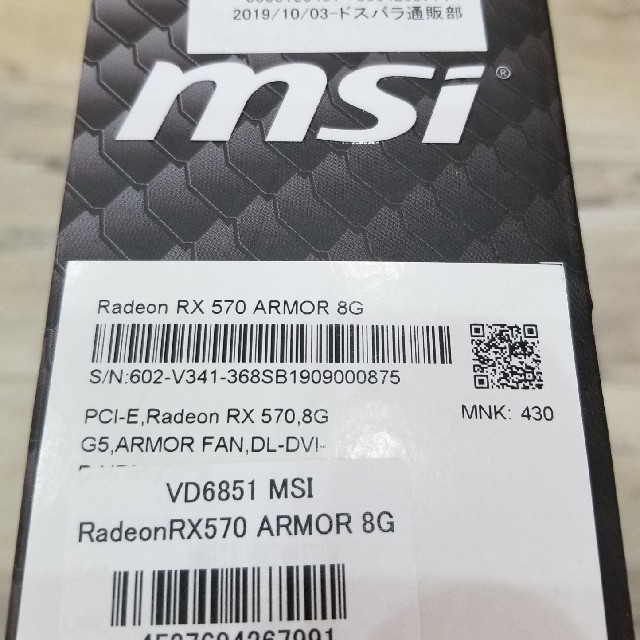 2019/10/03-ドスパラ通販部
msi®
Radeon RX 570 ARMOR 8G
S/N:602-V341-368SB1909000875
PCI-E,Radeon RX 570,8G
MNK: 430
G5,ARMOR FAN,DL-DVI-
VD6851 MSI
RadeonRX570 ARMOR 8G